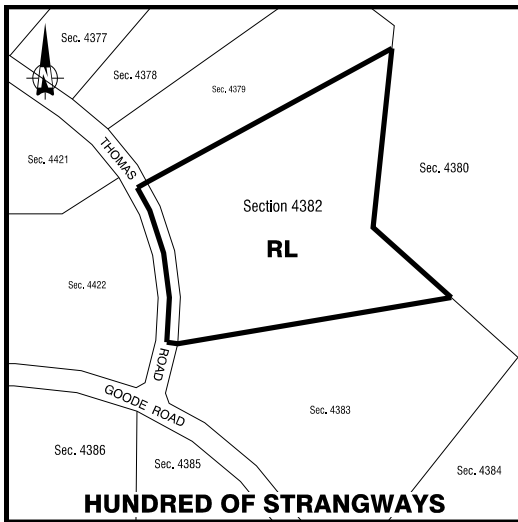 Sec. 4377
Sec. 4378
Sec. 4379
THOMAS
Sec. 4421
Sec. 4380
Section 4382
RL
Sec. 4422
ROAD
GOODE ROAD
Sec. 4383
Sec. 4386
Sec. 4385
Sec. 4384
HUNDRED OF STRANGWAYS